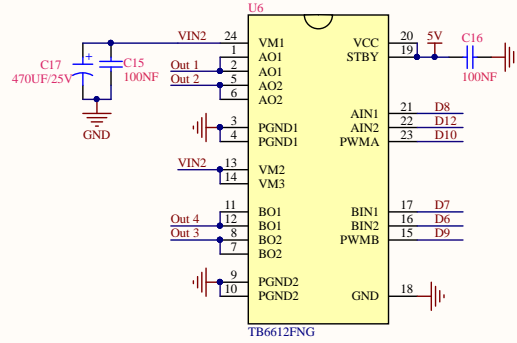 U6
VIN2 24 VM1 VCC 20 5V C16
1 AO1 STBY 19
C17 C15 Out 1 2 AO1 100NF
470UF/25V 100NF Out 2 5 AO2
6 AO2
GND
AIN1 21 D8
3 PGND1 AIN2 22 D12
4 PGND1 PWMA 23 D10
VIN2 13 VM2
14 VM3
11 BO1 BIN1 17 D7
Out 4 12 BO1 BIN2 16 D6
Out 3 8 BO2 PWMB 15 D9
7 BO2
9 PGND2
10 PGND2 GND 18
TB6612FNG